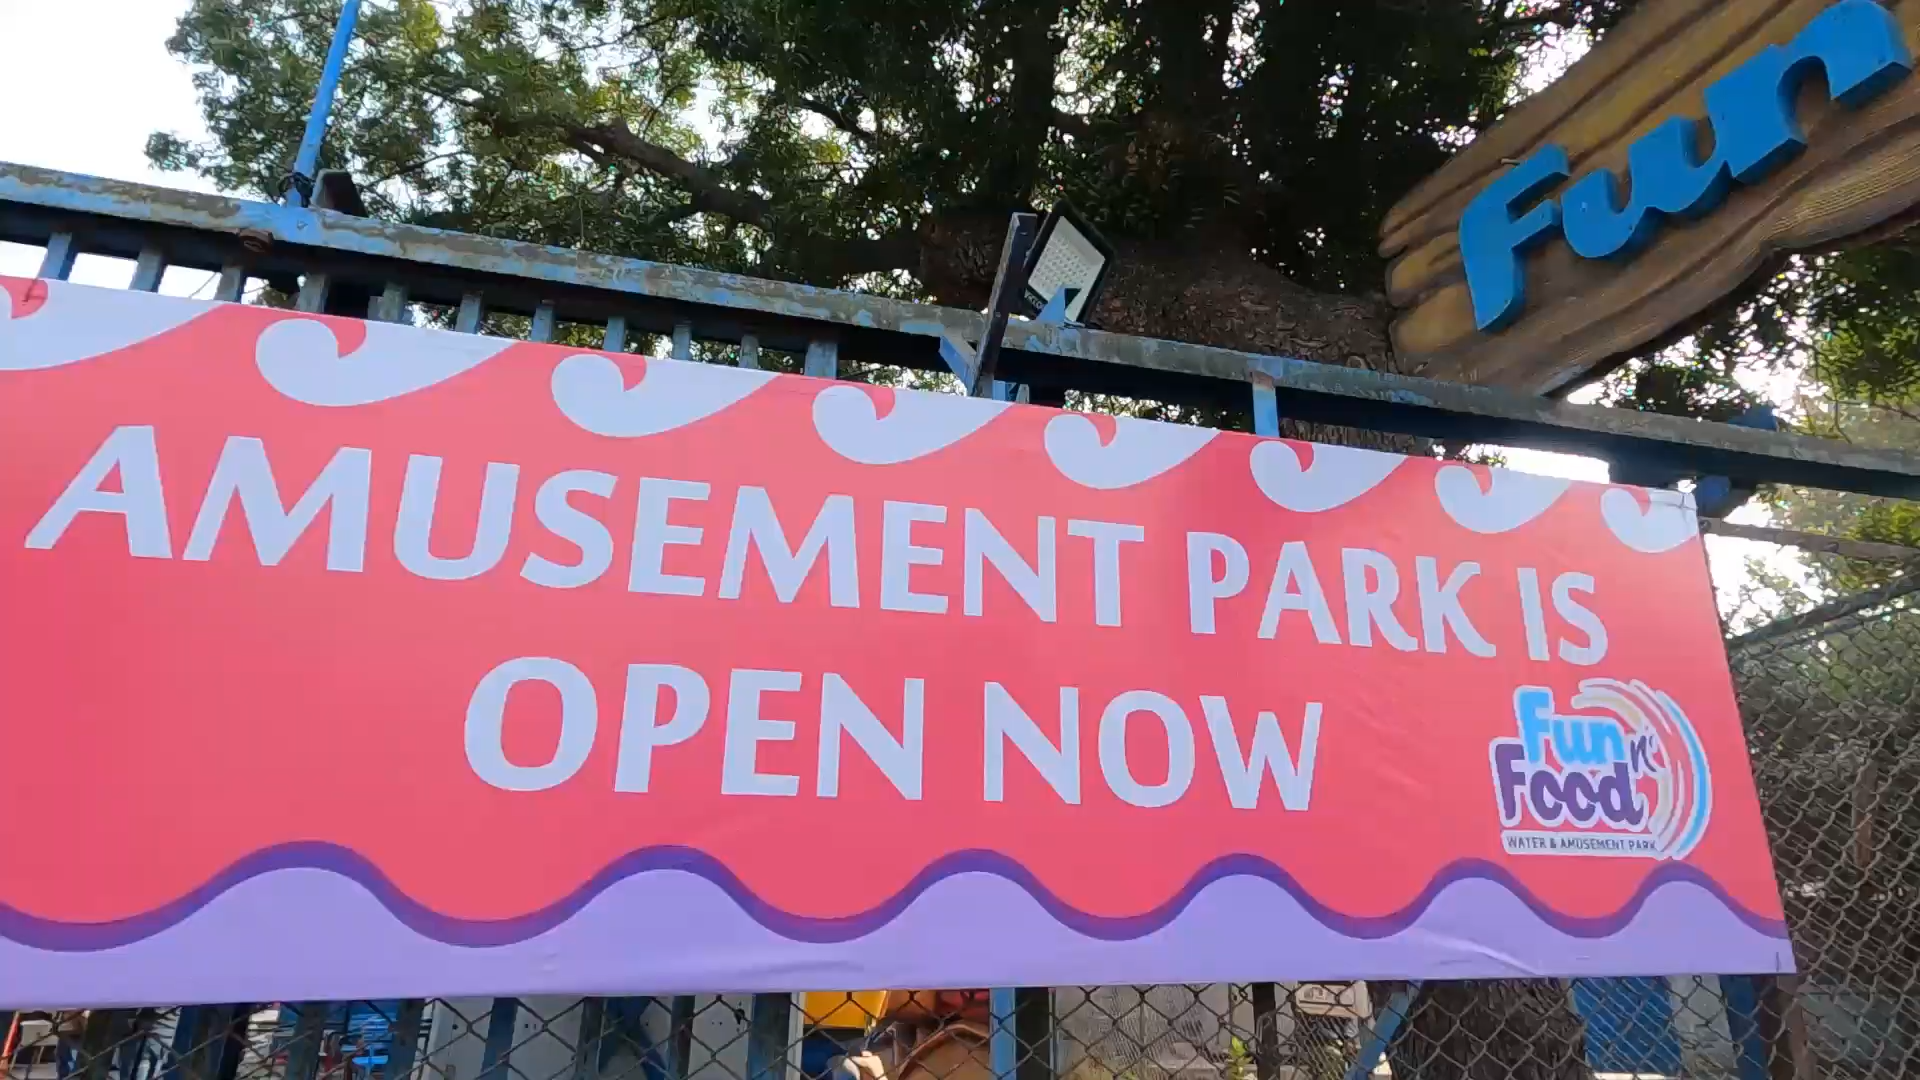 Fun
AMUSEMENT PARK IS
OPEN NOW
Fun n'
Food
WATER & AMUSEMENT PARK